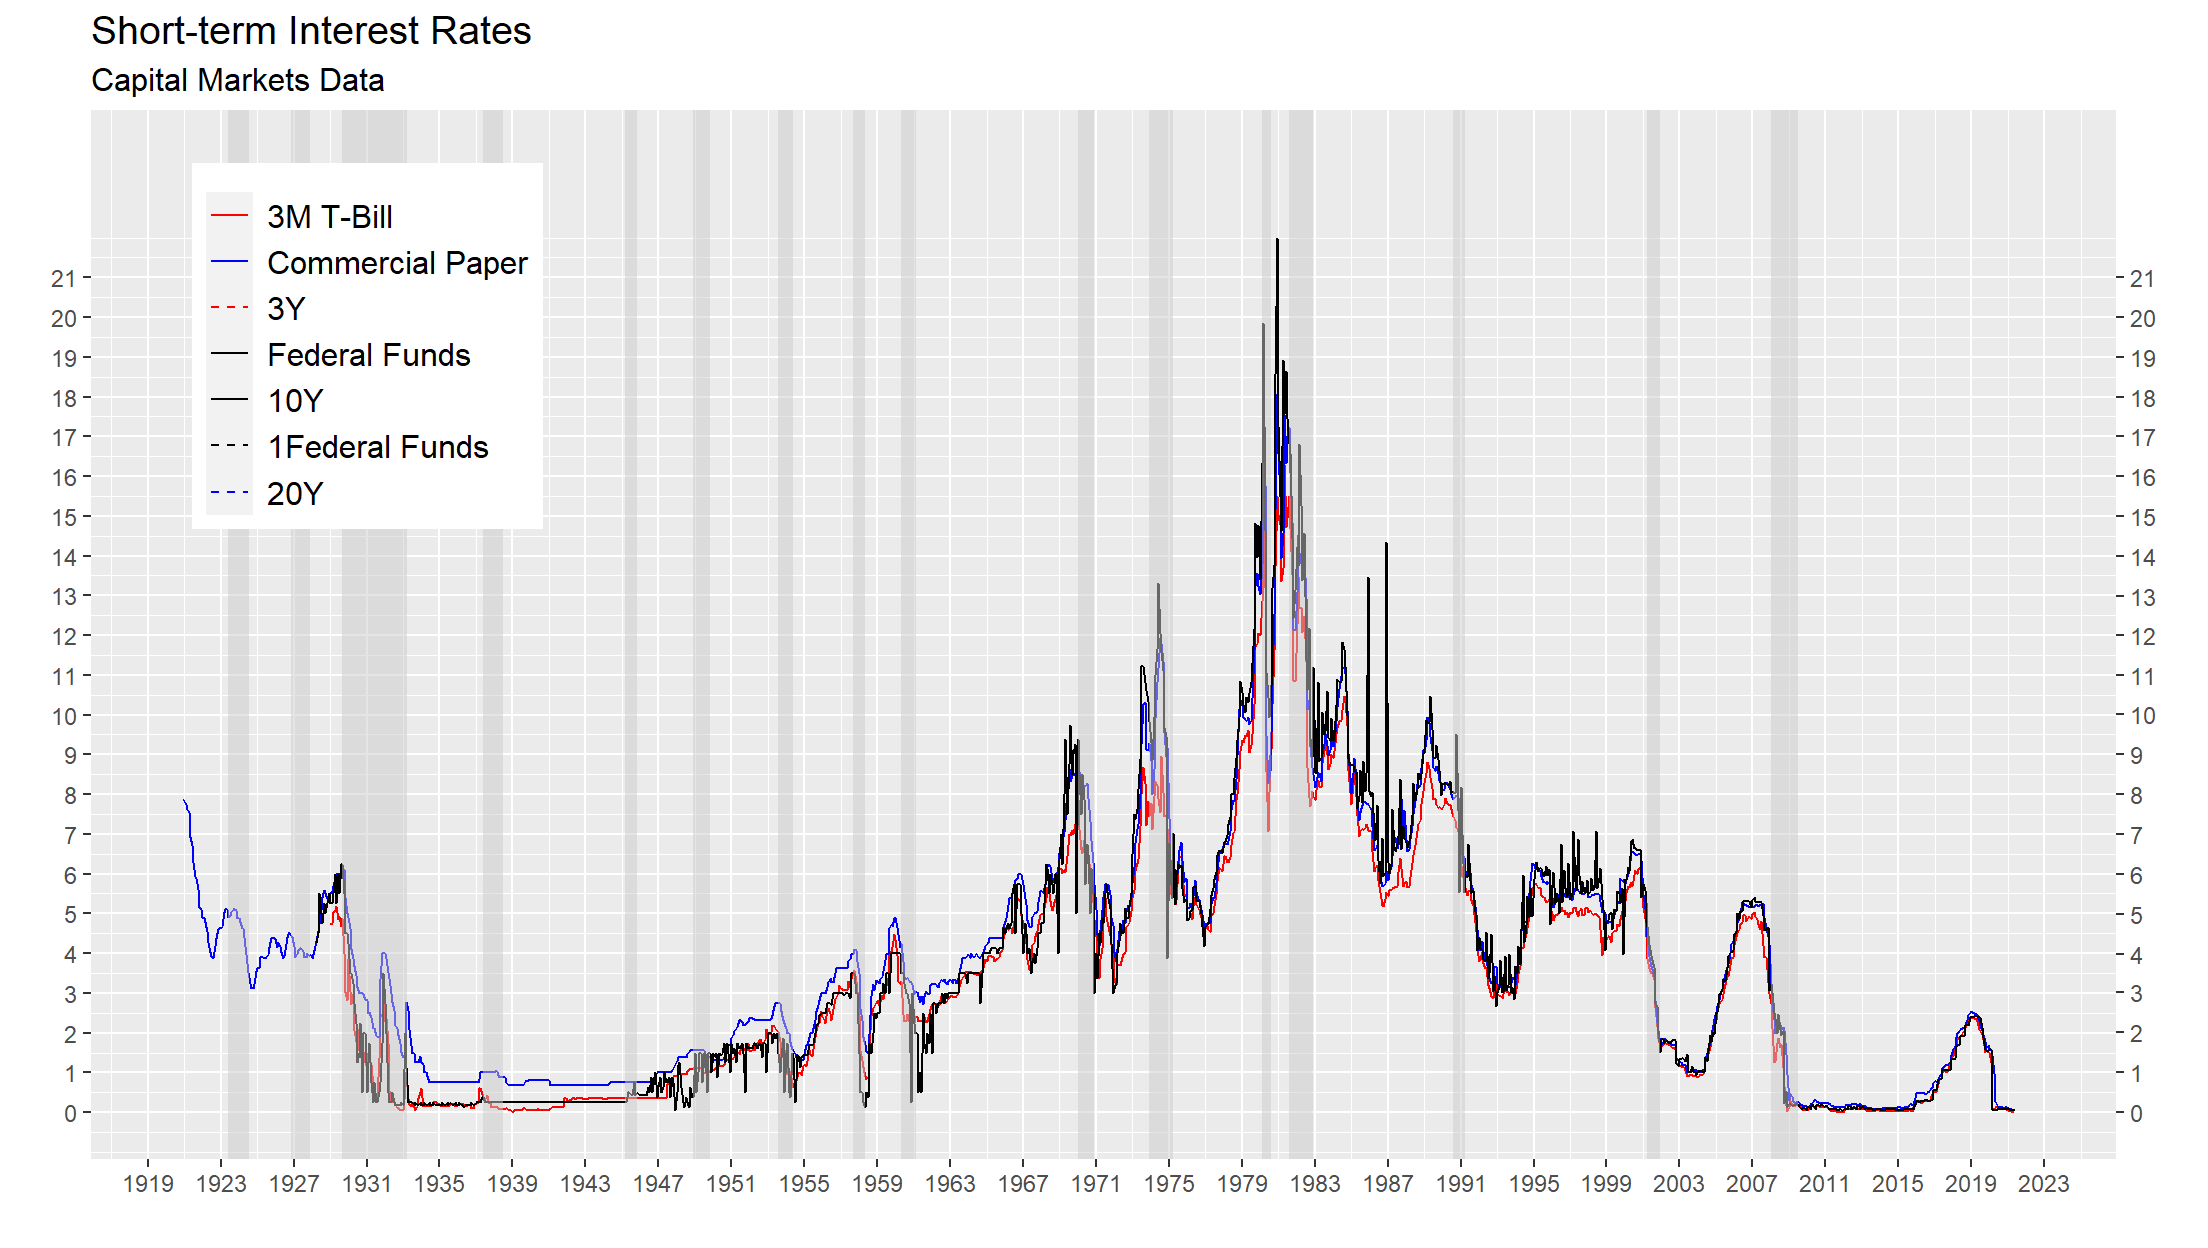 Short-term Interest Rates
Capital Markets Data
3M T-Bill
Commercial Paper
3Y
Federal Funds
10Y
1Federal Funds
20Y
21 21
20 20
19 19
18 18
17 17
16 16
15 15
14 14
13 13
12 12
11 11
10 10
9 9
8 8
7 7
6 6
5 5
4 4
3 3
2 2
1 1
0 0
1919 1923 1927 1931 1935 1939 1943 1947 1951 1955 1959 1963 1967 1971 1975 1979 1983 1987 1991 1995 1999 2003 2007 2011 2015 2019 2023